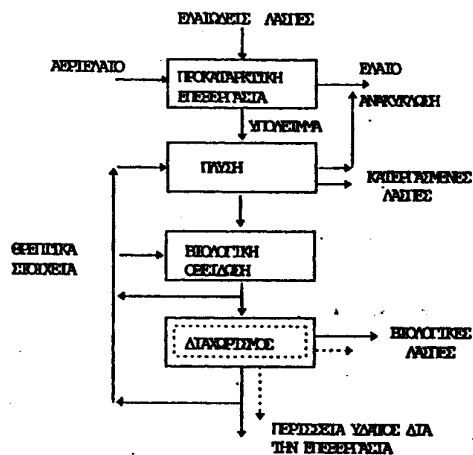 ΕΛΑΙΩΔΕΙΣ ΛΑΣΠΕΣ
ΑΕΡΙΕΛΑΙΟ
ΠΡΟΚΑΤΑΡΚΤΙΚΗ
ΕΠΕΞΕΡΓΑΣΙΑ
ΕΛΑΙΟ
ΑΝΑΚΥΚΛΩΣΗ
ΥΠΟΛΕΙΜΜΑ
ΠΛΥΣΗ
ΚΑΤΕΡΓΑΣΜΕΝΕΣ
ΛΑΣΠΕΣ
ΘΡΕΠΤΙΚΑ
ΣΤΟΙΧΕΙΑ
ΒΙΟΛΟΓΙΚΗ
ΟΞΕΙΔΩΣΗ
ΔΙΑΧΩΡΙΣΜΟΣ
ΒΙΟΛΟΓΙΚΕΣ
ΛΑΣΠΕΣ
ΠΕΡΙΣΣΕΙΑ ΥΔΑΤΟΣ ΔΙΑ
ΤΗΝ ΕΠΕΞΕΡΓΑΣΙΑ